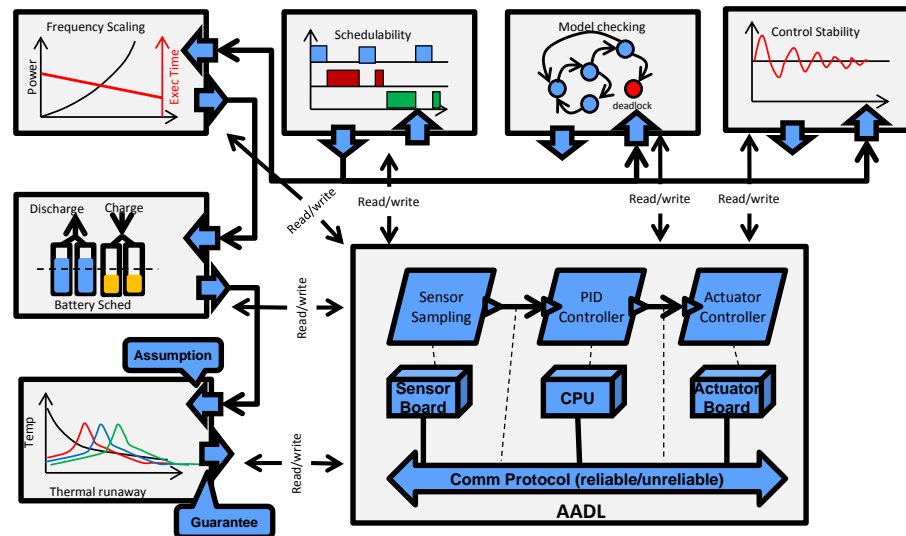 Frequency Scaling
Power
Exec Time
Schedulability
Model checking
deadlock
Control Stability
Read/write
Read/write
Read/write
Read/write
Discharge
Charge
Battery Sched
Read/write
Assumption
Temp
Thermal runaway
Guarantee
Read/write
Sensor
Sampling
PID
Controller
Actuator
Controller
Sensor
Board
CPU
Actuator
Board
Comm Protocol (reliable/unreliable)
AADL